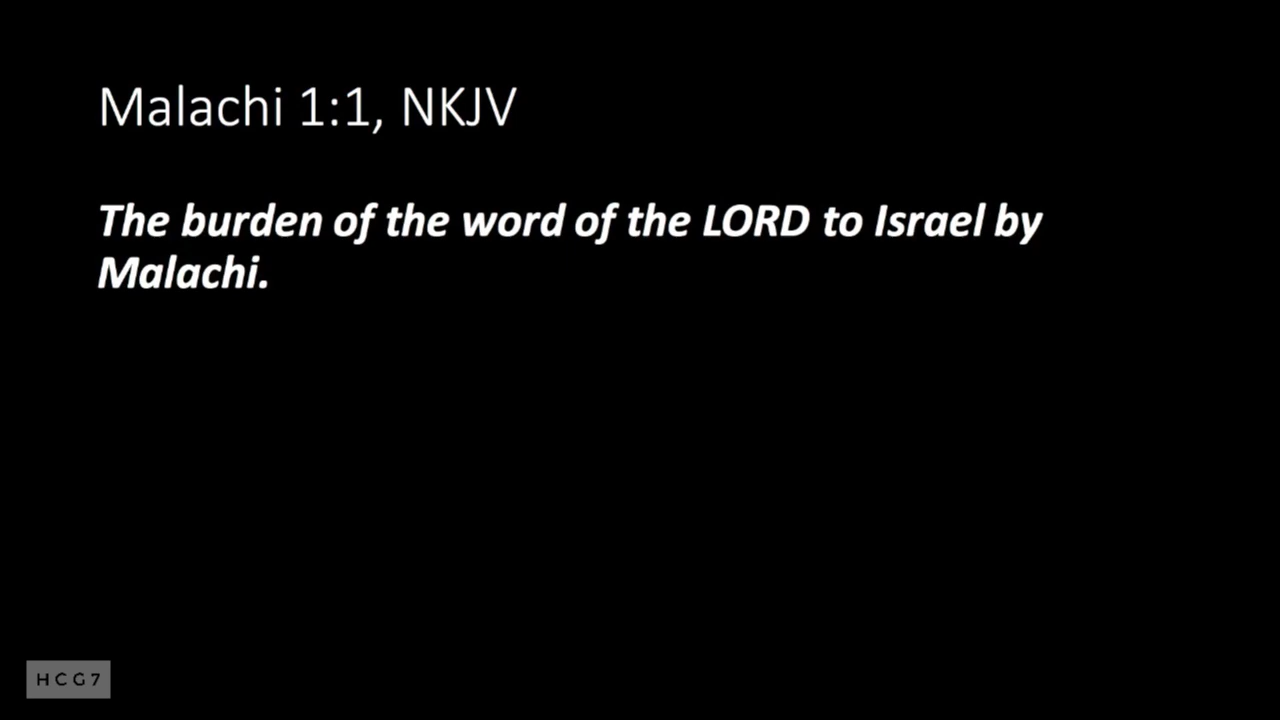 Malachi 1:1, NKJV
The burden of the word of the LORD to Israel by
Malachi.
HCG7